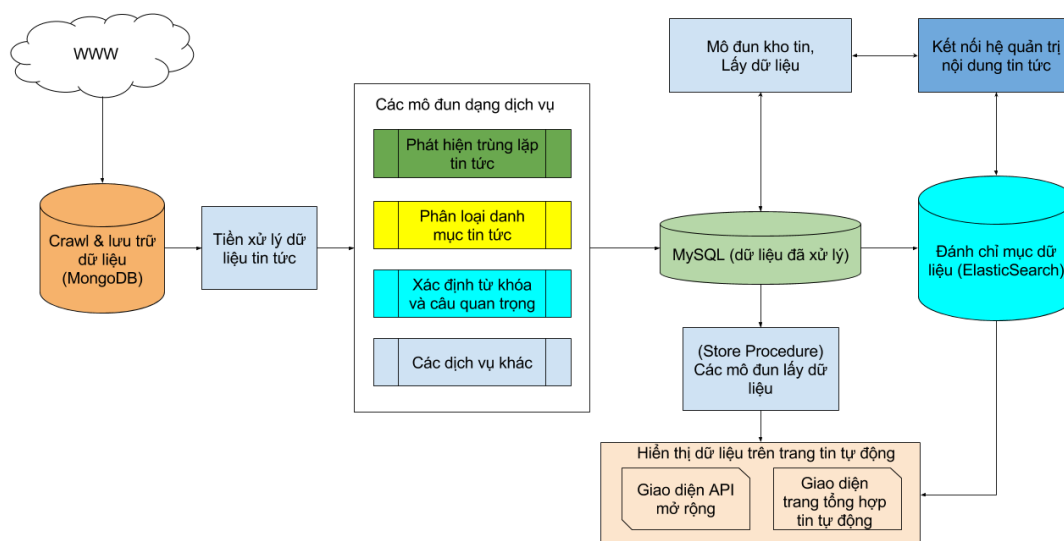 WWW
Crawl & lưu trữ
dữ liệu
(MongoDB)
Tiền xử lý dữ
liệu tin tức
Các mô đun dạng dịch vụ
Phát hiện trùng lặp
tin tức
Phân loại danh
mục tin tức
Xác định từ khóa
và câu quan trọng
Các dịch vụ khác
Mô đun kho tin,
Lấy dữ liệu
Kết nối hệ quản trị
nội dung tin tức
MySQL (dữ liệu đã xử lý)
Đánh chỉ mục dữ
liệu (ElasticSearch)
(Store Procedure)
Các mô đun lấy dữ
liệu
Hiển thị dữ liệu trên trang tin tự động
Giao diện API
mở rộng
Giao diện
trang tổng hợp
tin tự động